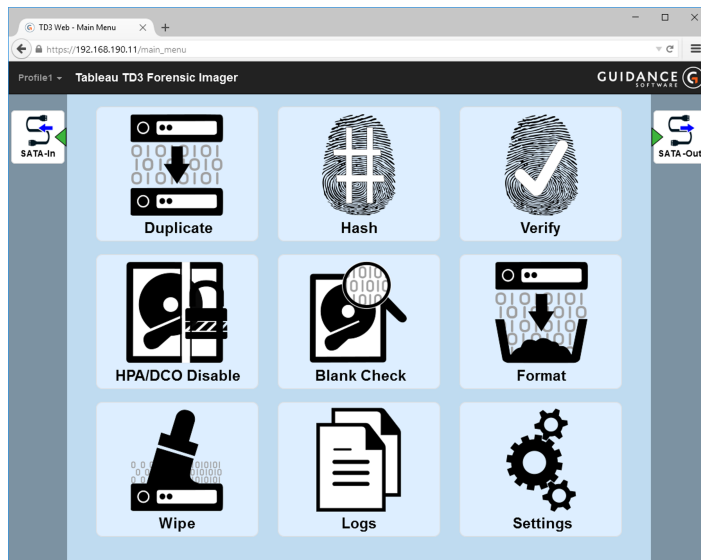 TD3 Web - Main Menu
https://192.168.190.11/main_menu
Profile1
Tableau TD3 Forensic Imager
GUIDANCE
SOFTWARE
SATA-In
SATA-Out
Duplicate
Hash
Verify
HPA/DCO Disable
Blank Check
Format
Wipe
Logs
Settings